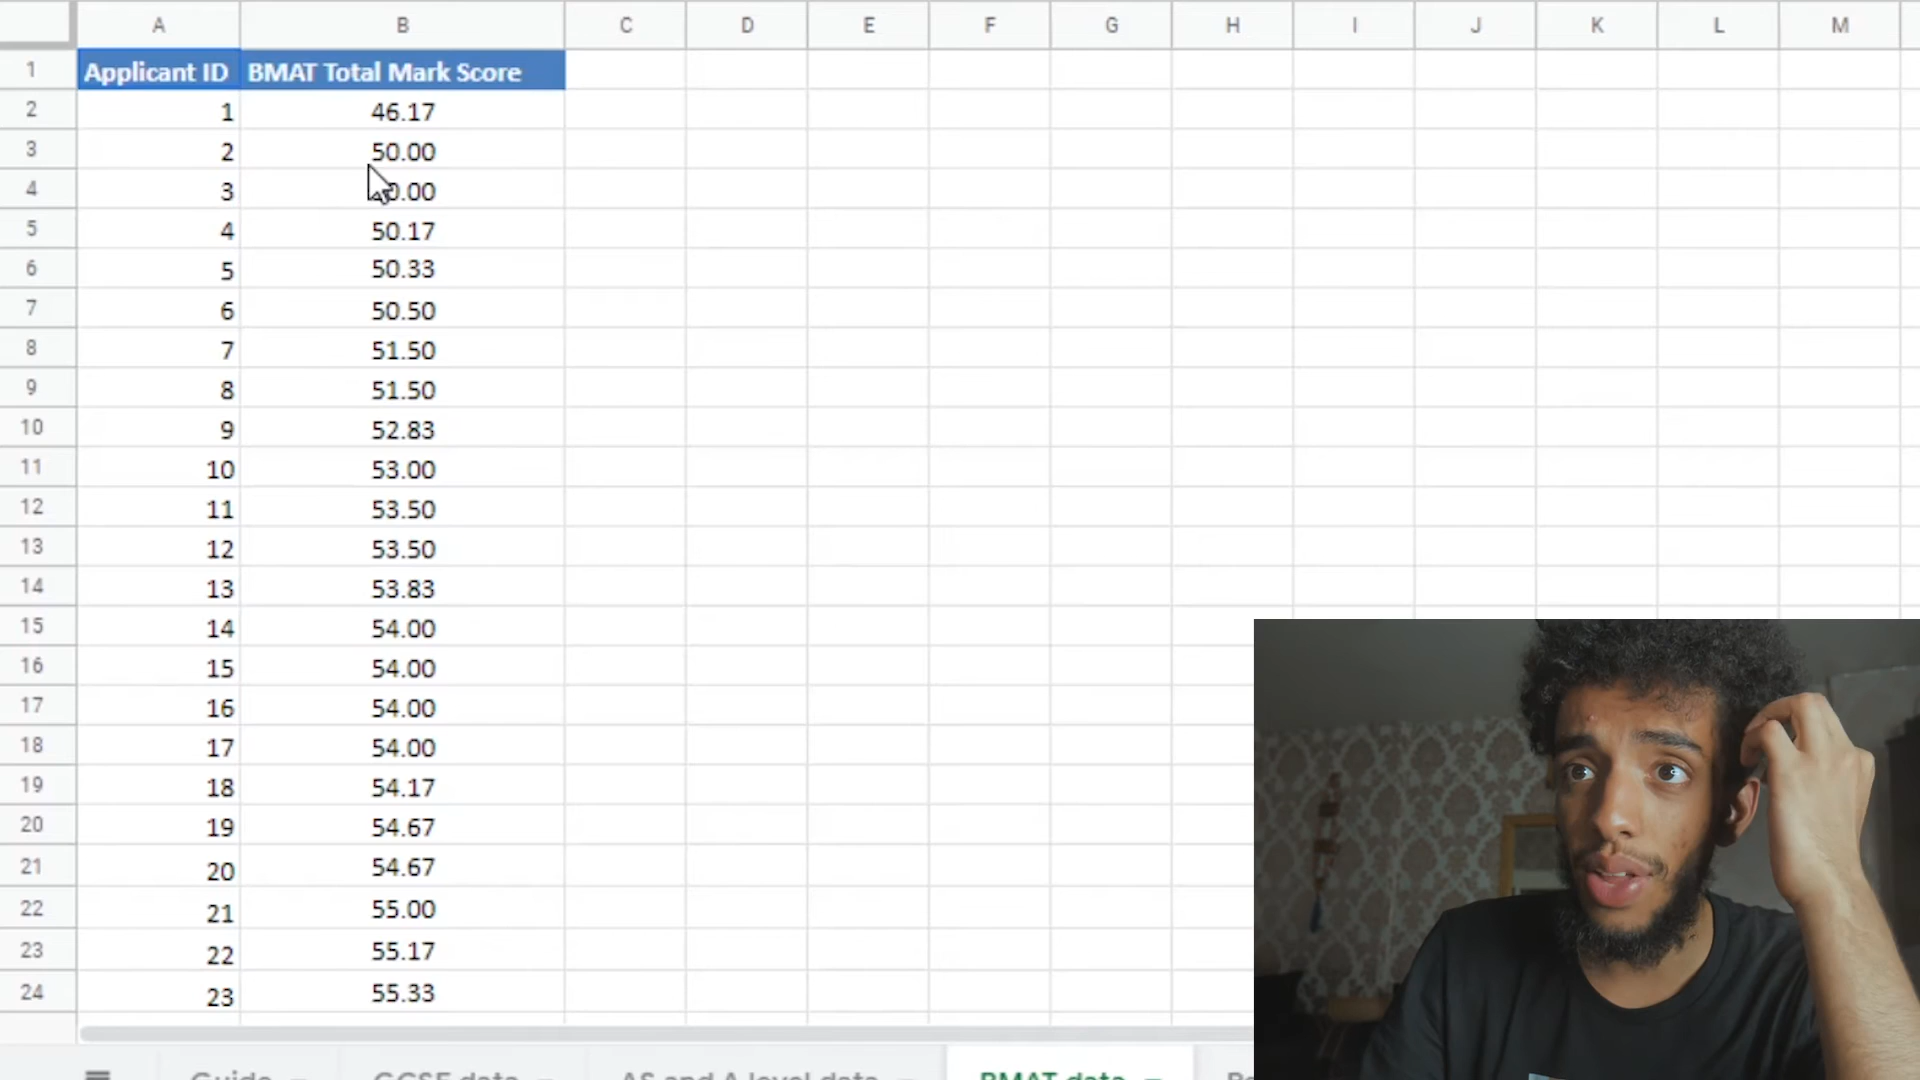 A B C D E F G H I J K L M
1 Applicant ID BMAT Total Mark Score
2 1 46.17
3 2 50.00
4 3 0.00
5 4 50.17
6 5 50.33
7 6 50.50
8 7 51.50
9 8 51.50
10 9 52.83
11 10 53.00
12 11 53.50
13 12 53.50
14 13 53.83
15 14 54.00
16 15 54.00
17 16 54.00
18 17 54.00
19 18 54.17
20 19 54.67
21 20 54.67
22 21 55.00
23 22 55.17
24 23 55.33
Guide GCSE data AS and A level data BMAT data